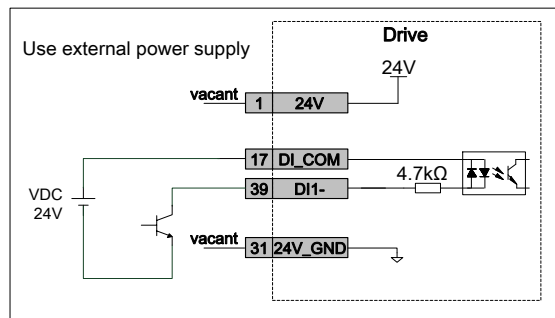 Drive
Use external power supply
24V
vacant
1 24V
17 DI_COM
4.7kΩ
39 DI1-
VDC
24V
vacant
31 24V_GND